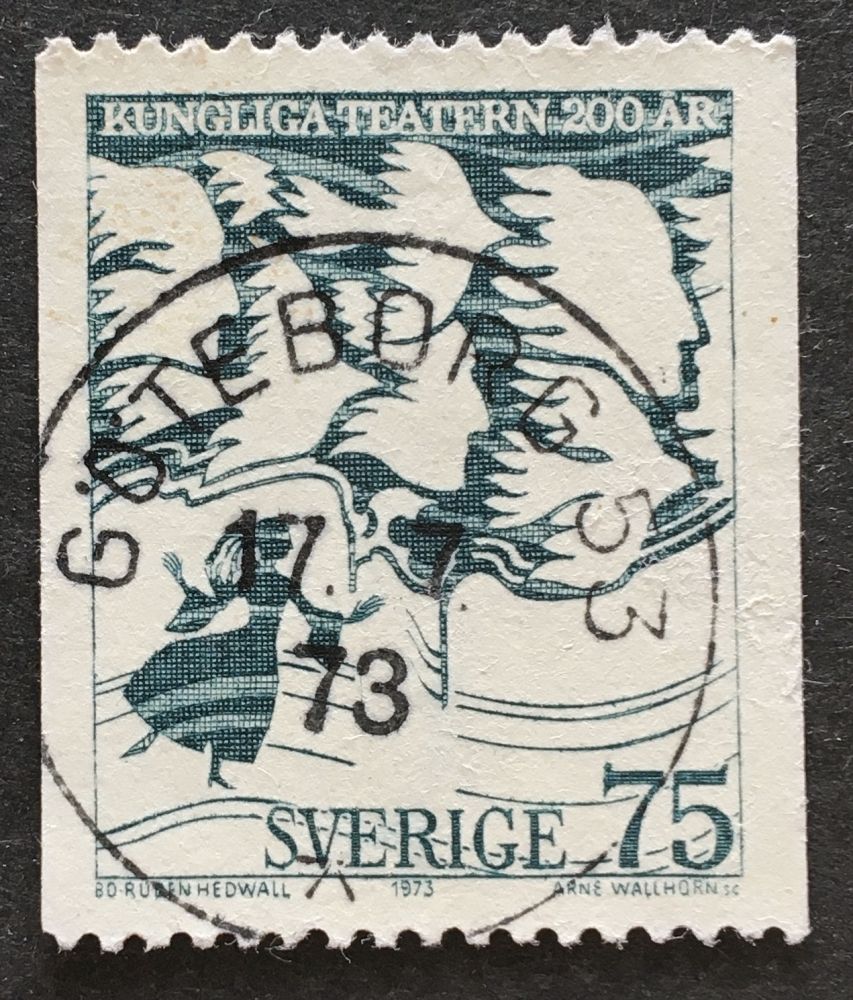 KUNGLIGA TEATERN 200 ÅR
GÖTEBORG 53
17. 7.
73
SVERIGE 75
BO RUBEN HEDWALL 1973 ARNE WALLHORN SC